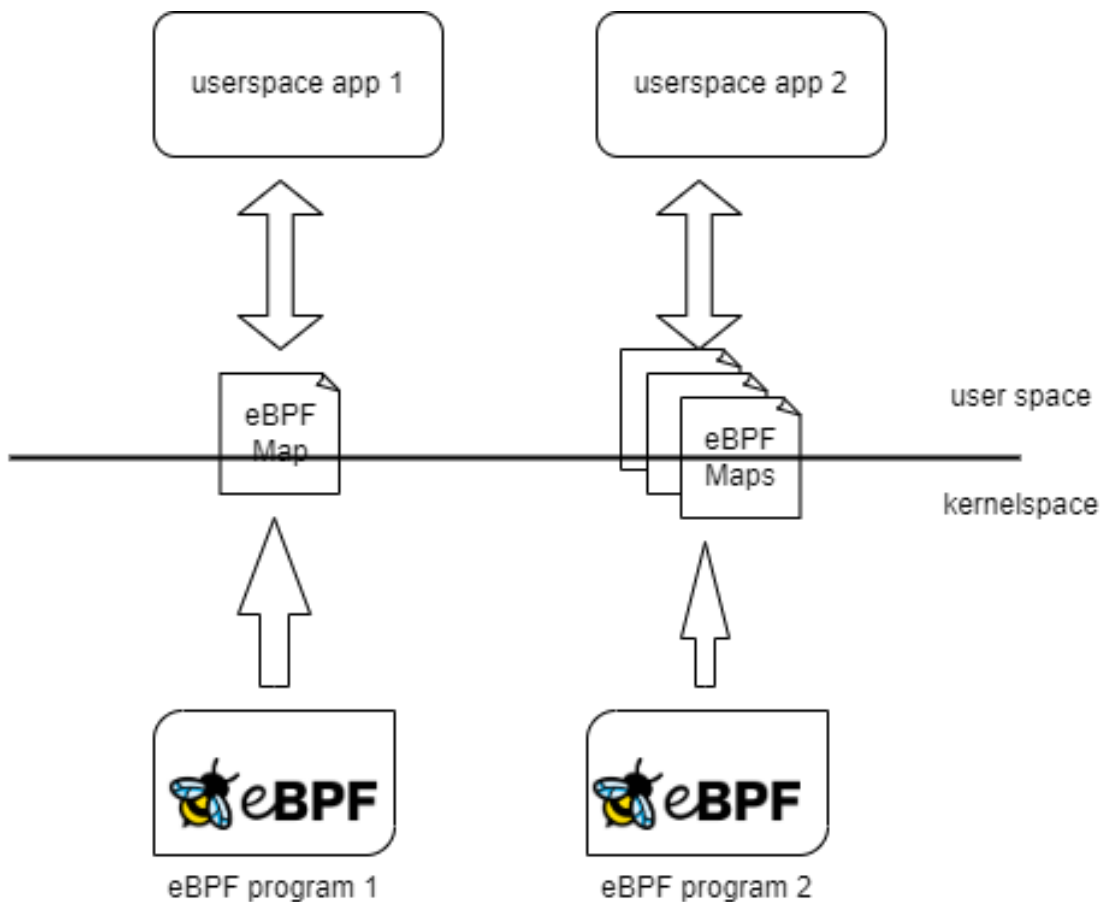 userspace app 1
userspace app 2
eBPF
Map
eBPF
Maps
user space
kernelspace
eBPF
eBPF
eBPF program 1
eBPF program 2